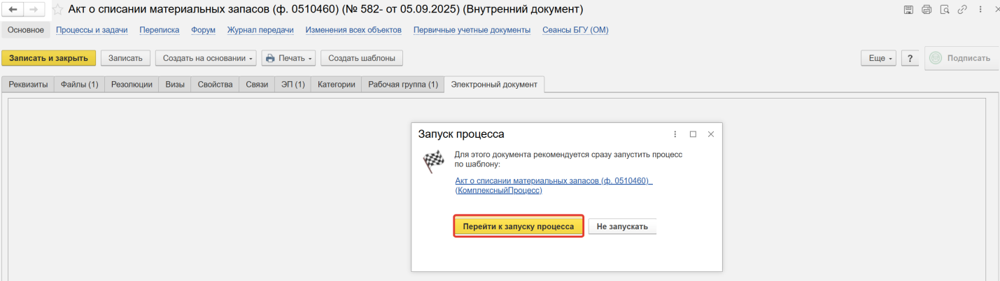 Акт о списании материальных запасов (ф. 0510460) (№ 582- от 05.09.2025) (Внутренний документ)
Основное Процессы и задачи Переписка Форум Журнал передачи Изменения всех объектов Первичные учетные документы Сеансы БГУ (ОМ)
Записать и закрыть Записать Создать на основании Печать Создать шаблоны Еще ? Подписать
Реквизиты Файлы (1) Резолюции Визы Свойства Связи ЭП (1) Категории Рабочая группа (1) Электронный документ
Запуск процесса
Для этого документа рекомендуется сразу запустить процесс
по шаблону:
Акт о списании материальных запасов (ф. 0510460)_
(КомплексныйПроцесс)
Перейти к запуску процесса Не запускать